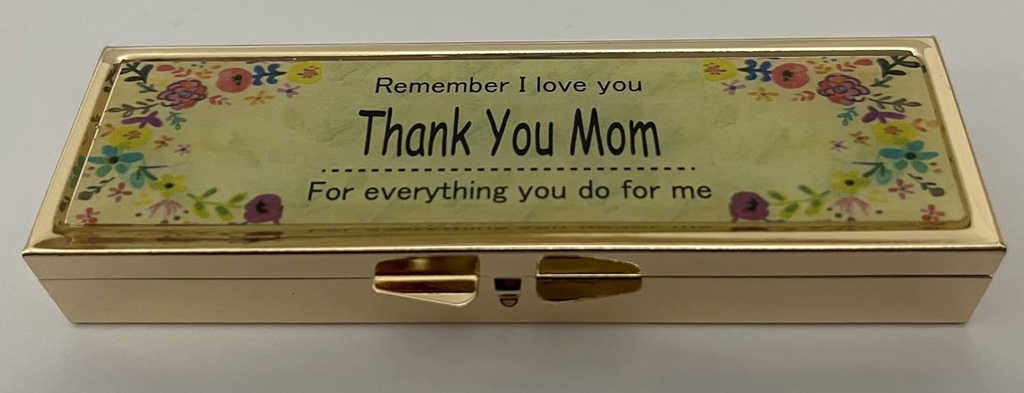 Remember I love you
Thank You Mom
For everything you do for me